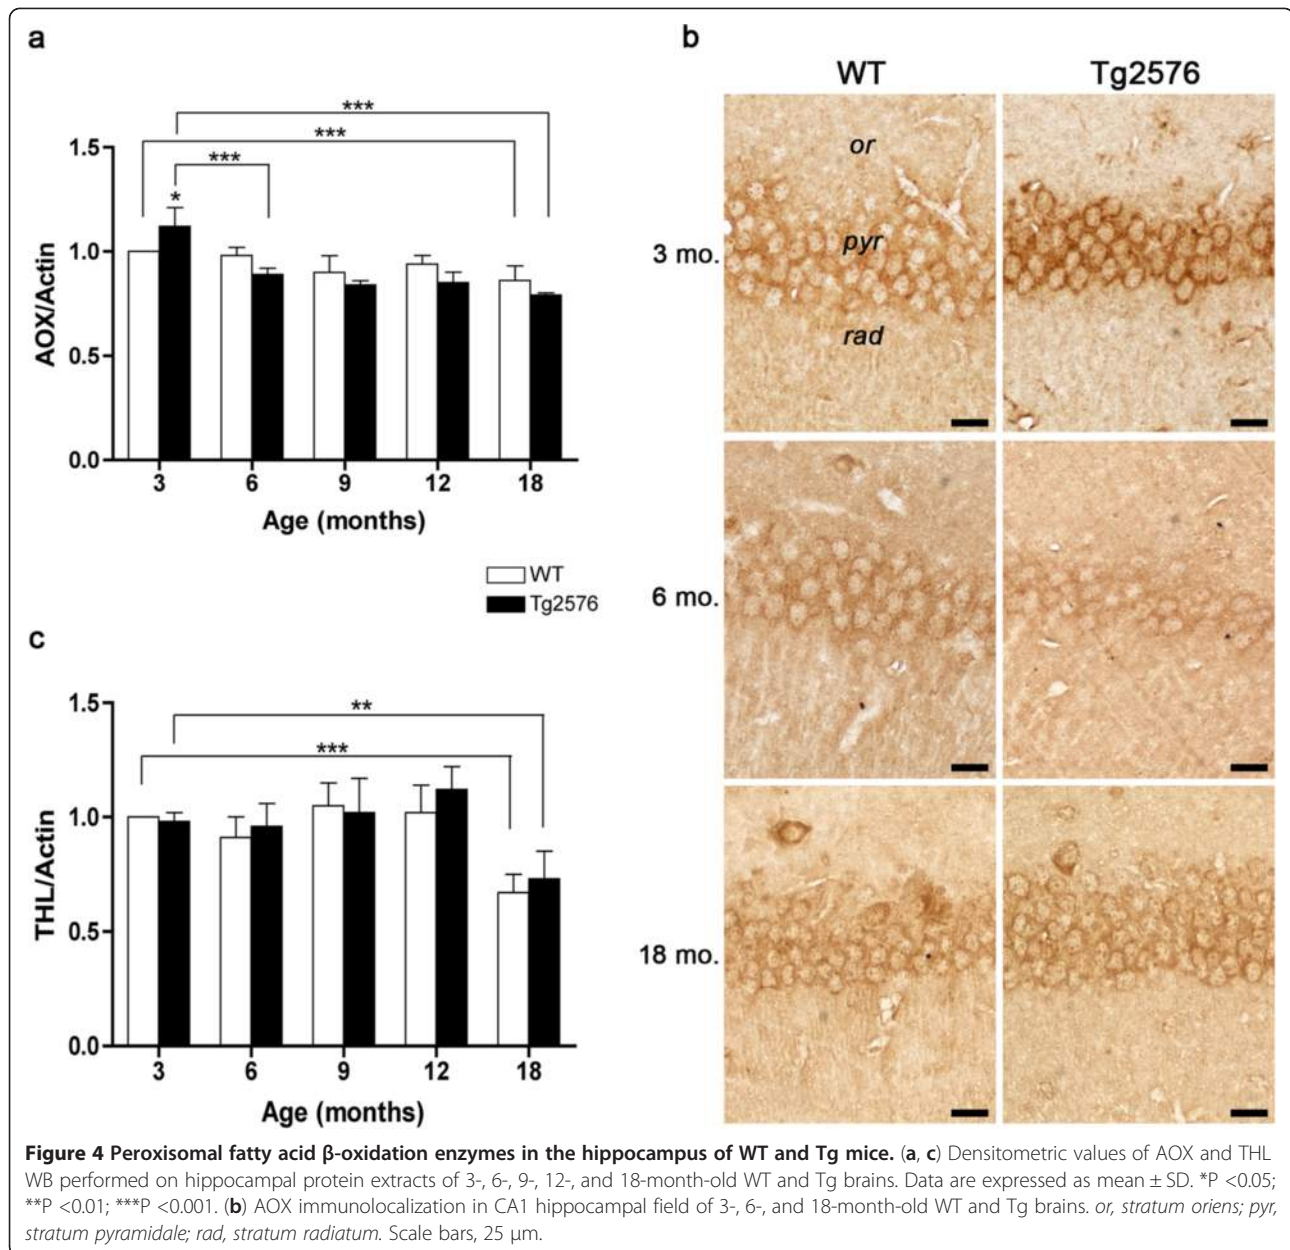 a
***
***
***
*
1.5
1.0
0.5
0.0
AOX/Actin
3 6 9 12 18
Age (months)
WT
Tg2576
c
**
***
1.5
1.0
0.5
0.0
THL/Actin
3 6 9 12 18
Age (months)
b
WT Tg2576
or
3 mo. pyr
rad
6 mo.
18 mo.
Figure 4 Peroxisomal fatty acid β-oxidation enzymes in the hippocampus of WT and Tg mice. (a, c) Densitometric values of AOX and THL
WB performed on hippocampal protein extracts of 3-, 6-, 9-, 12-, and 18-month-old WT and Tg brains. Data are expressed as mean ± SD. *P <0.05;
**P <0.01; ***P <0.001. (b) AOX immunolocalization in CA1 hippocampal field of 3-, 6-, and 18-month-old WT and Tg brains. or, stratum oriens; pyr,
stratum pyramidale; rad, stratum radiatum. Scale bars, 25 μm.